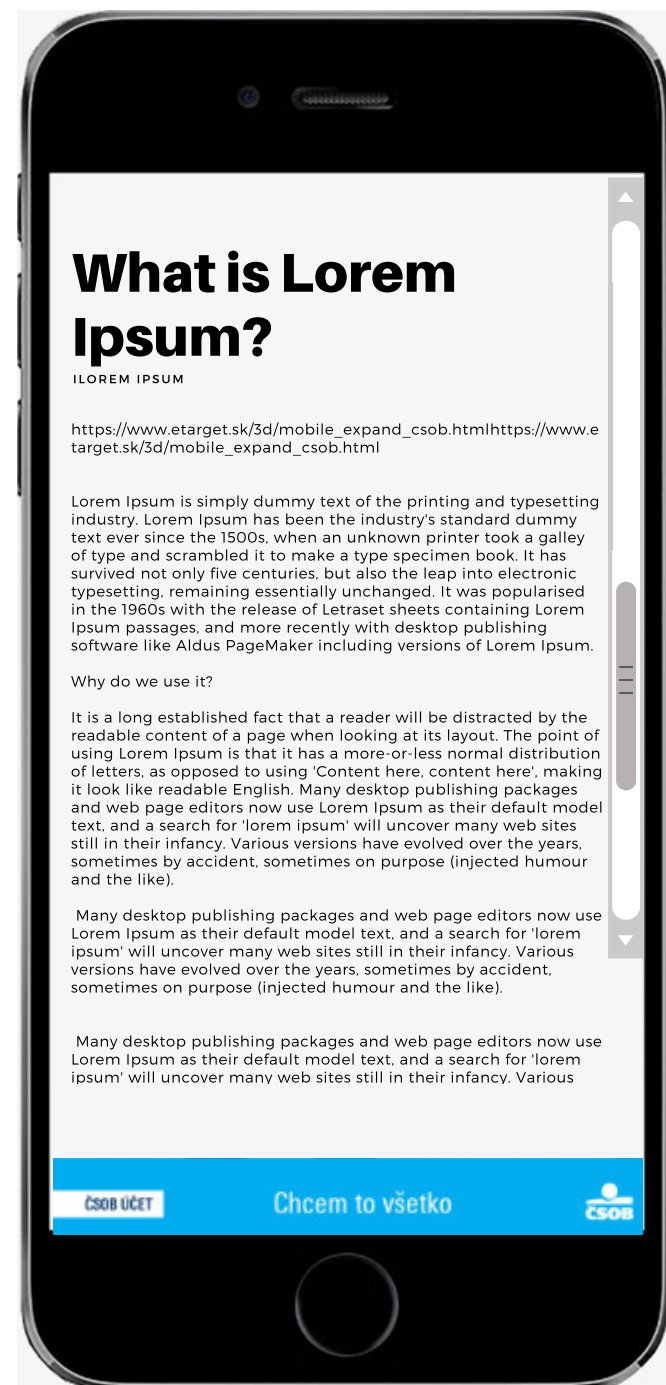 What is Lorem
Ipsum?
ILOREM IPSUM
https://www.etarget.sk/3d/mobile_expand_csob.htmlhttps://www.e
target.sk/3d/mobile_expand_csob.html
Lorem Ipsum is simply dummy text of the printing and typesetting
industry. Lorem Ipsum has been the industry's standard dummy
text ever since the 1500s, when an unknown printer took a galley
of type and scrambled it to make a type specimen book. It has
survived not only five centuries, but also the leap into electronic
typesetting, remaining essentially unchanged. It was popularised
in the 1960s with the release of Letraset sheets containing Lorem
Ipsum passages, and more recently with desktop publishing
software like Aldus PageMaker including versions of Lorem Ipsum.
Why do we use it?
It is a long established fact that a reader will be distracted by the
readable content of a page when looking at its layout. The point of
using Lorem Ipsum is that it has a more-or-less normal distribution
of letters, as opposed to using 'Content here, content here', making
it look like readable English. Many desktop publishing packages
and web page editors now use Lorem Ipsum as their default model
text, and a search for 'lorem ipsum' will uncover many web sites
still in their infancy. Various versions have evolved over the years,
sometimes by accident, sometimes on purpose (injected humour
and the like).
Many desktop publishing packages and web page editors now use
Lorem Ipsum as their default model text, and a search for 'lorem
ipsum' will uncover many web sites still in their infancy. Various
versions have evolved over the years, sometimes by accident,
sometimes on purpose (injected humour and the like).
Many desktop publishing packages and web page editors now use
Lorem Ipsum as their default model text, and a search for 'lorem
ipsum' will uncover many web sites still in their infancy. Various
ČSOB ÚČET
Chcem to všetko
ČSOB